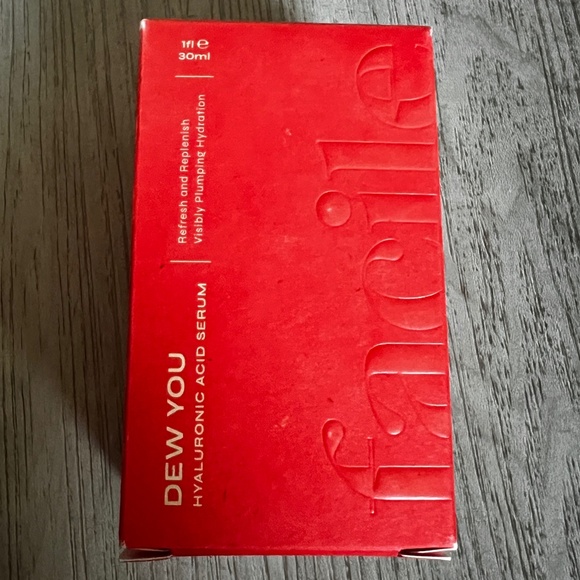 facile
DEW YOU
HYALURONIC ACID SERUM
Refresh and Replenish
Visibly Plumping Hydration
1fl ℮
30ml